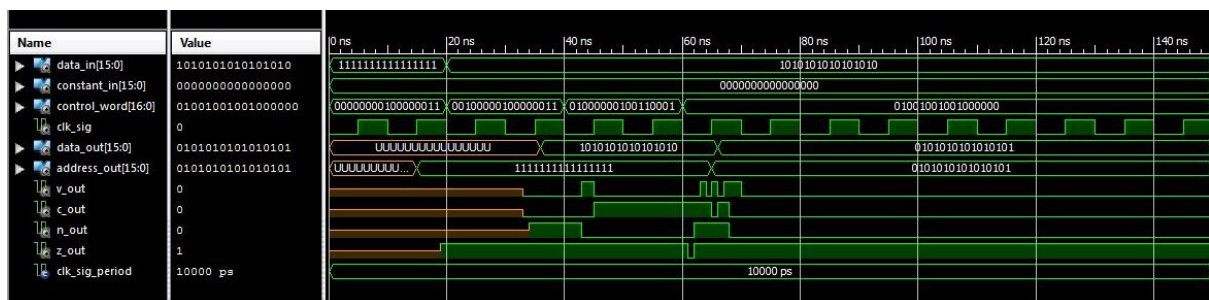 Name Value 0 ns 20 ns 40 ns 60 ns 80 ns 100 ns 120 ns 140 ns
data_in[15:0] 1010101010101010 1111111111111111 1010101010101010
constant_in[15:0] 0000000000000000 0000000000000000
control_word[16:0] 01001001001000000 00000000100000011 00100000100000011 01000000100110001 01001001001000000
clk_sig 0
data_out[15:0] 0101010101010101 UUUUUUUUUUUUUUUU 1010101010101010 0101010101010101
address_out[15:0] 0101010101010101 UUUUUUUUU... 1111111111111111 0101010101010101
v_out 0
c_out 0
n_out 0
z_out 1
clk_sig_period 10000 ps 10000 ps